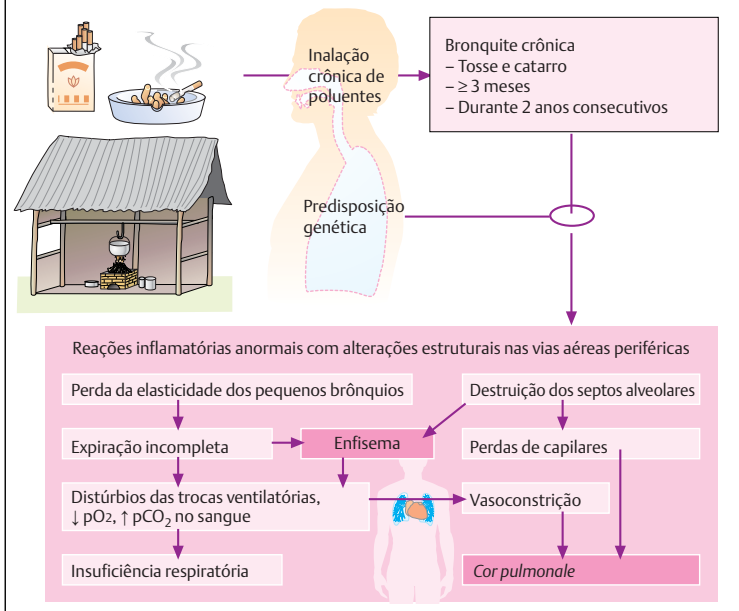 Inalação
crônica de
poluentes
Bronquite crônica
– Tosse e catarro
– ≥ 3 meses
– Durante 2 anos consecutivos
Predisposição
genética
Reações inflamatórias anormais com alterações estruturais nas vias aéreas periféricas
Perda da elasticidade dos pequenos brônquios
Destruição dos septos alveolares
Expiração incompleta
Enfisema
Perdas de capilares
Distúrbios das trocas ventilatórias,
↓ pO2, ↑ pCO₂ no sangue
Vasoconstrição
Insuficiência respiratória
Cor pulmonale